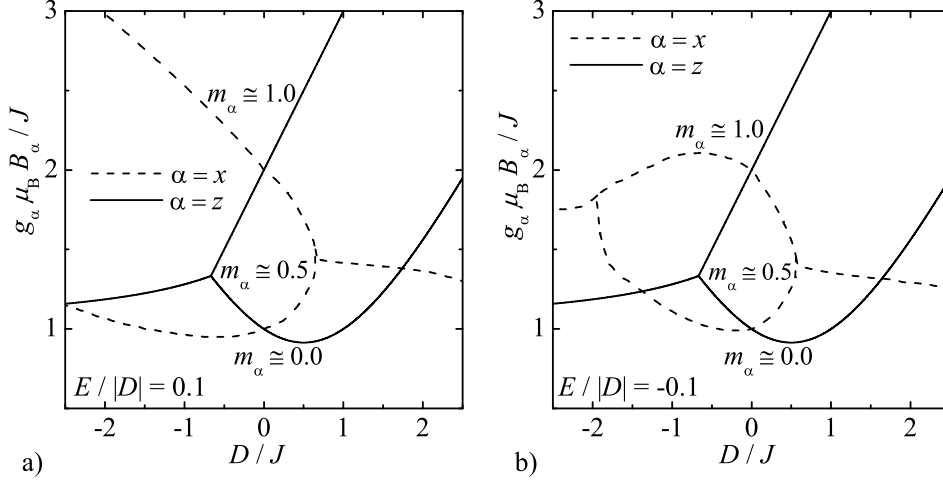 3
2
1
g_α μ_B B_α / J
m_α ≅ 1.0
α = x
α = z
m_α ≅ 0.5
m_α ≅ 0.0
E / |D| = 0.1
-2 -1 0 1 2
D / J
a)
3
2
1
g_α μ_B B_α / J
α = x
α = z
m_α ≅ 1.0
m_α ≅ 0.5
m_α ≅ 0.0
E / |D| = -0.1
-2 -1 0 1 2
D / J
b)